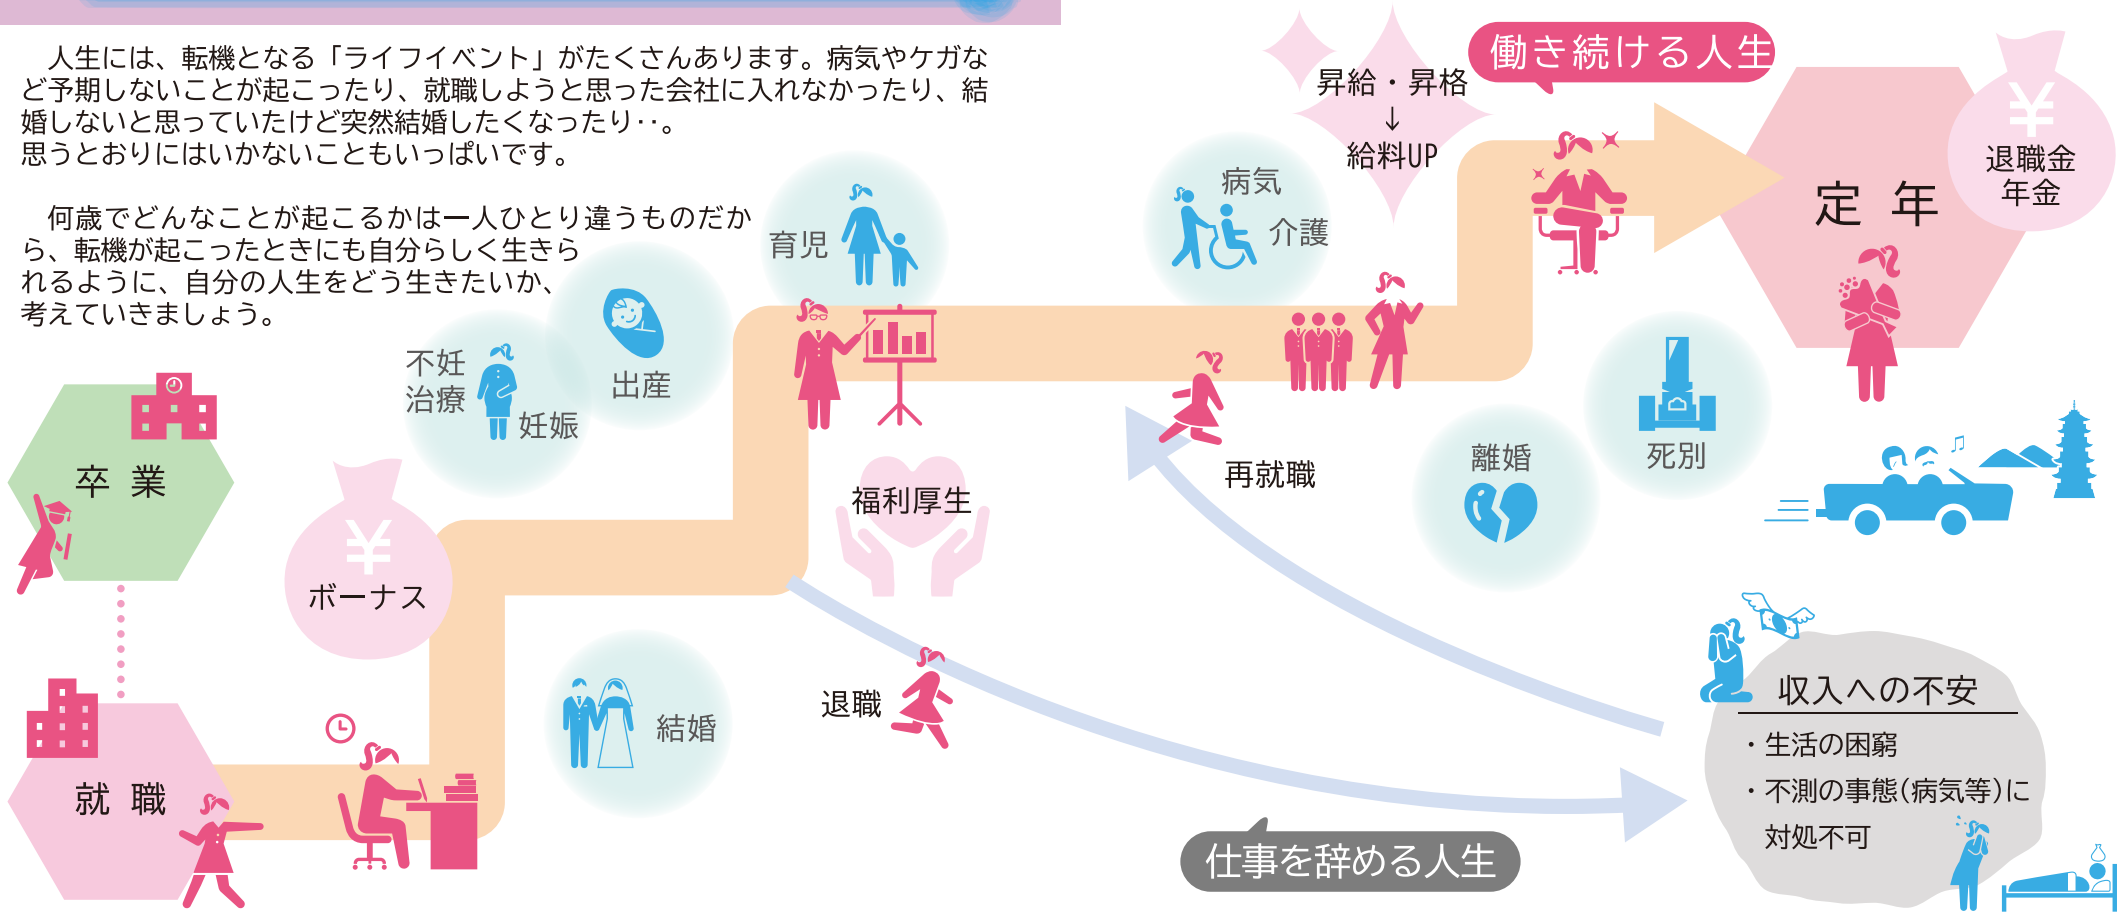 人生には、転機となる「ライフイベント」がたくさんあります。病気やケガな
ど予期しないことが起こったり、就職しようと思った会社に入れなかったり、結
婚しないと思っていたけど突然結婚したくなったり‥。
思うとおりにはいかないこともいっぱいです。
何歳でどんなことが起こるかは一人ひとり違うものだか
ら、転機が起こったときにも自分らしく生きら
れるように、自分の人生をどう生きたいか、
考えていきましょう。
働き続ける人生
昇給・昇格
↓
給料UP
退職金
年金
定 年
病気
介護
育児
出産
不妊
治療
妊娠
卒 業
ボーナス
¥
¥
福利厚生
再就職
離婚
死別
結婚
退職
就 職
仕事を辞める人生
収入への不安
・生活の困窮
・不測の事態(病気等)に
対処不可